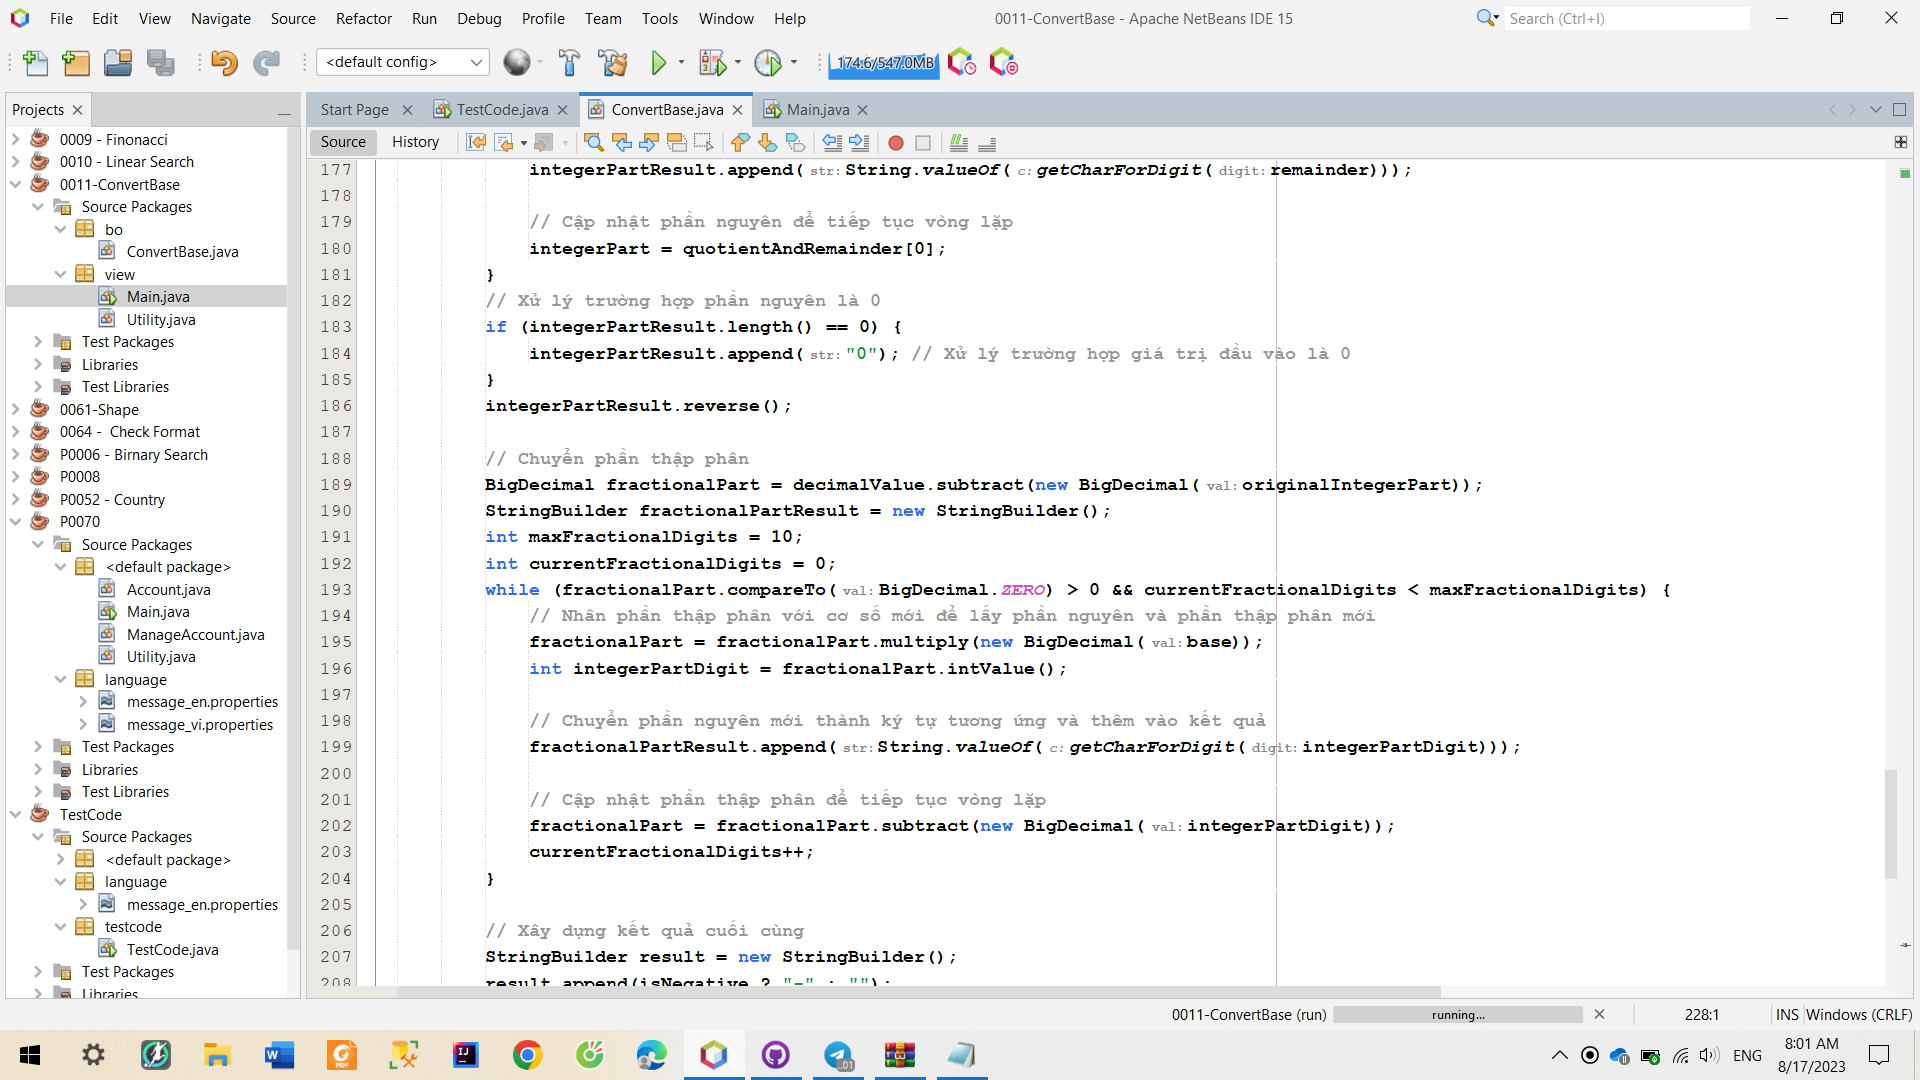 File Edit View Navigate Source Refactor Run Debug Profile Team Tools Window Help
0011-ConvertBase - Apache NetBeans IDE 15
Search (Ctrl+I)
<default config>
174.6/547.0MB
Projects
0009 - Finonacci
0010 - Linear Search
0011-ConvertBase
Source Packages
bo
ConvertBase.java
view
Main.java
Utility.java
Test Packages
Libraries
Test Libraries
0061-Shape
0064 - Check Format
P0006 - Birnary Search
P0008
P0052 - Country
P0070
Source Packages
<default package>
Account.java
Main.java
ManageAccount.java
Utility.java
language
message_en.properties
message_vi.properties
Test Packages
Libraries
Test Libraries
TestCode
Source Packages
<default package>
language
message_en.properties
testcode
TestCode.java
Test Packages
Libraries
Start Page TestCode.java ConvertBase.java Main.java
Source History
177 integerPartResult.append( str: String.valueOf( c: getCharForDigit( digit: remainder)));
178
179 // Cập nhật phần nguyên để tiếp tục vòng lặp
180 integerPart = quotientAndRemainder[0];
181 }
182 // Xử lý trường hợp phần nguyên là 0
183 if (integerPartResult.length() == 0) {
184 integerPartResult.append( str: "0"); // Xử lý trường hợp giá trị đầu vào là 0
185 }
186 integerPartResult.reverse();
187
188 // Chuyển phần thập phân
189 BigDecimal fractionalPart = decimalValue.subtract(new BigDecimal( val: originalIntegerPart));
190 StringBuilder fractionalPartResult = new StringBuilder();
191 int maxFractionalDigits = 10;
192 int currentFractionalDigits = 0;
193 while (fractionalPart.compareTo( val: BigDecimal.ZERO) > 0 && currentFractionalDigits < maxFractionalDigits) {
194 // Nhân phần thập phân với cơ số mới để lấy phần nguyên và phần thập phân mới
195 fractionalPart = fractionalPart.multiply(new BigDecimal( val: base));
196 int integerPartDigit = fractionalPart.intValue();
197
198 // Chuyển phần nguyên mới thành ký tự tương ứng và thêm vào kết quả
199 fractionalPartResult.append( str: String.valueOf( c: getCharForDigit( digit: integerPartDigit)));
200
201 // Cập nhật phần thập phân để tiếp tục vòng lặp
202 fractionalPart = fractionalPart.subtract(new BigDecimal( val: integerPartDigit));
203 currentFractionalDigits++;
204 }
205
206 // Xây dựng kết quả cuối cùng
207 StringBuilder result = new StringBuilder();
208 result.append(isNegative ? "-" : "");
0011-ConvertBase (run) running... 228:1 INS Windows (CRLF)
ENG
8:01 AM
8/17/2023